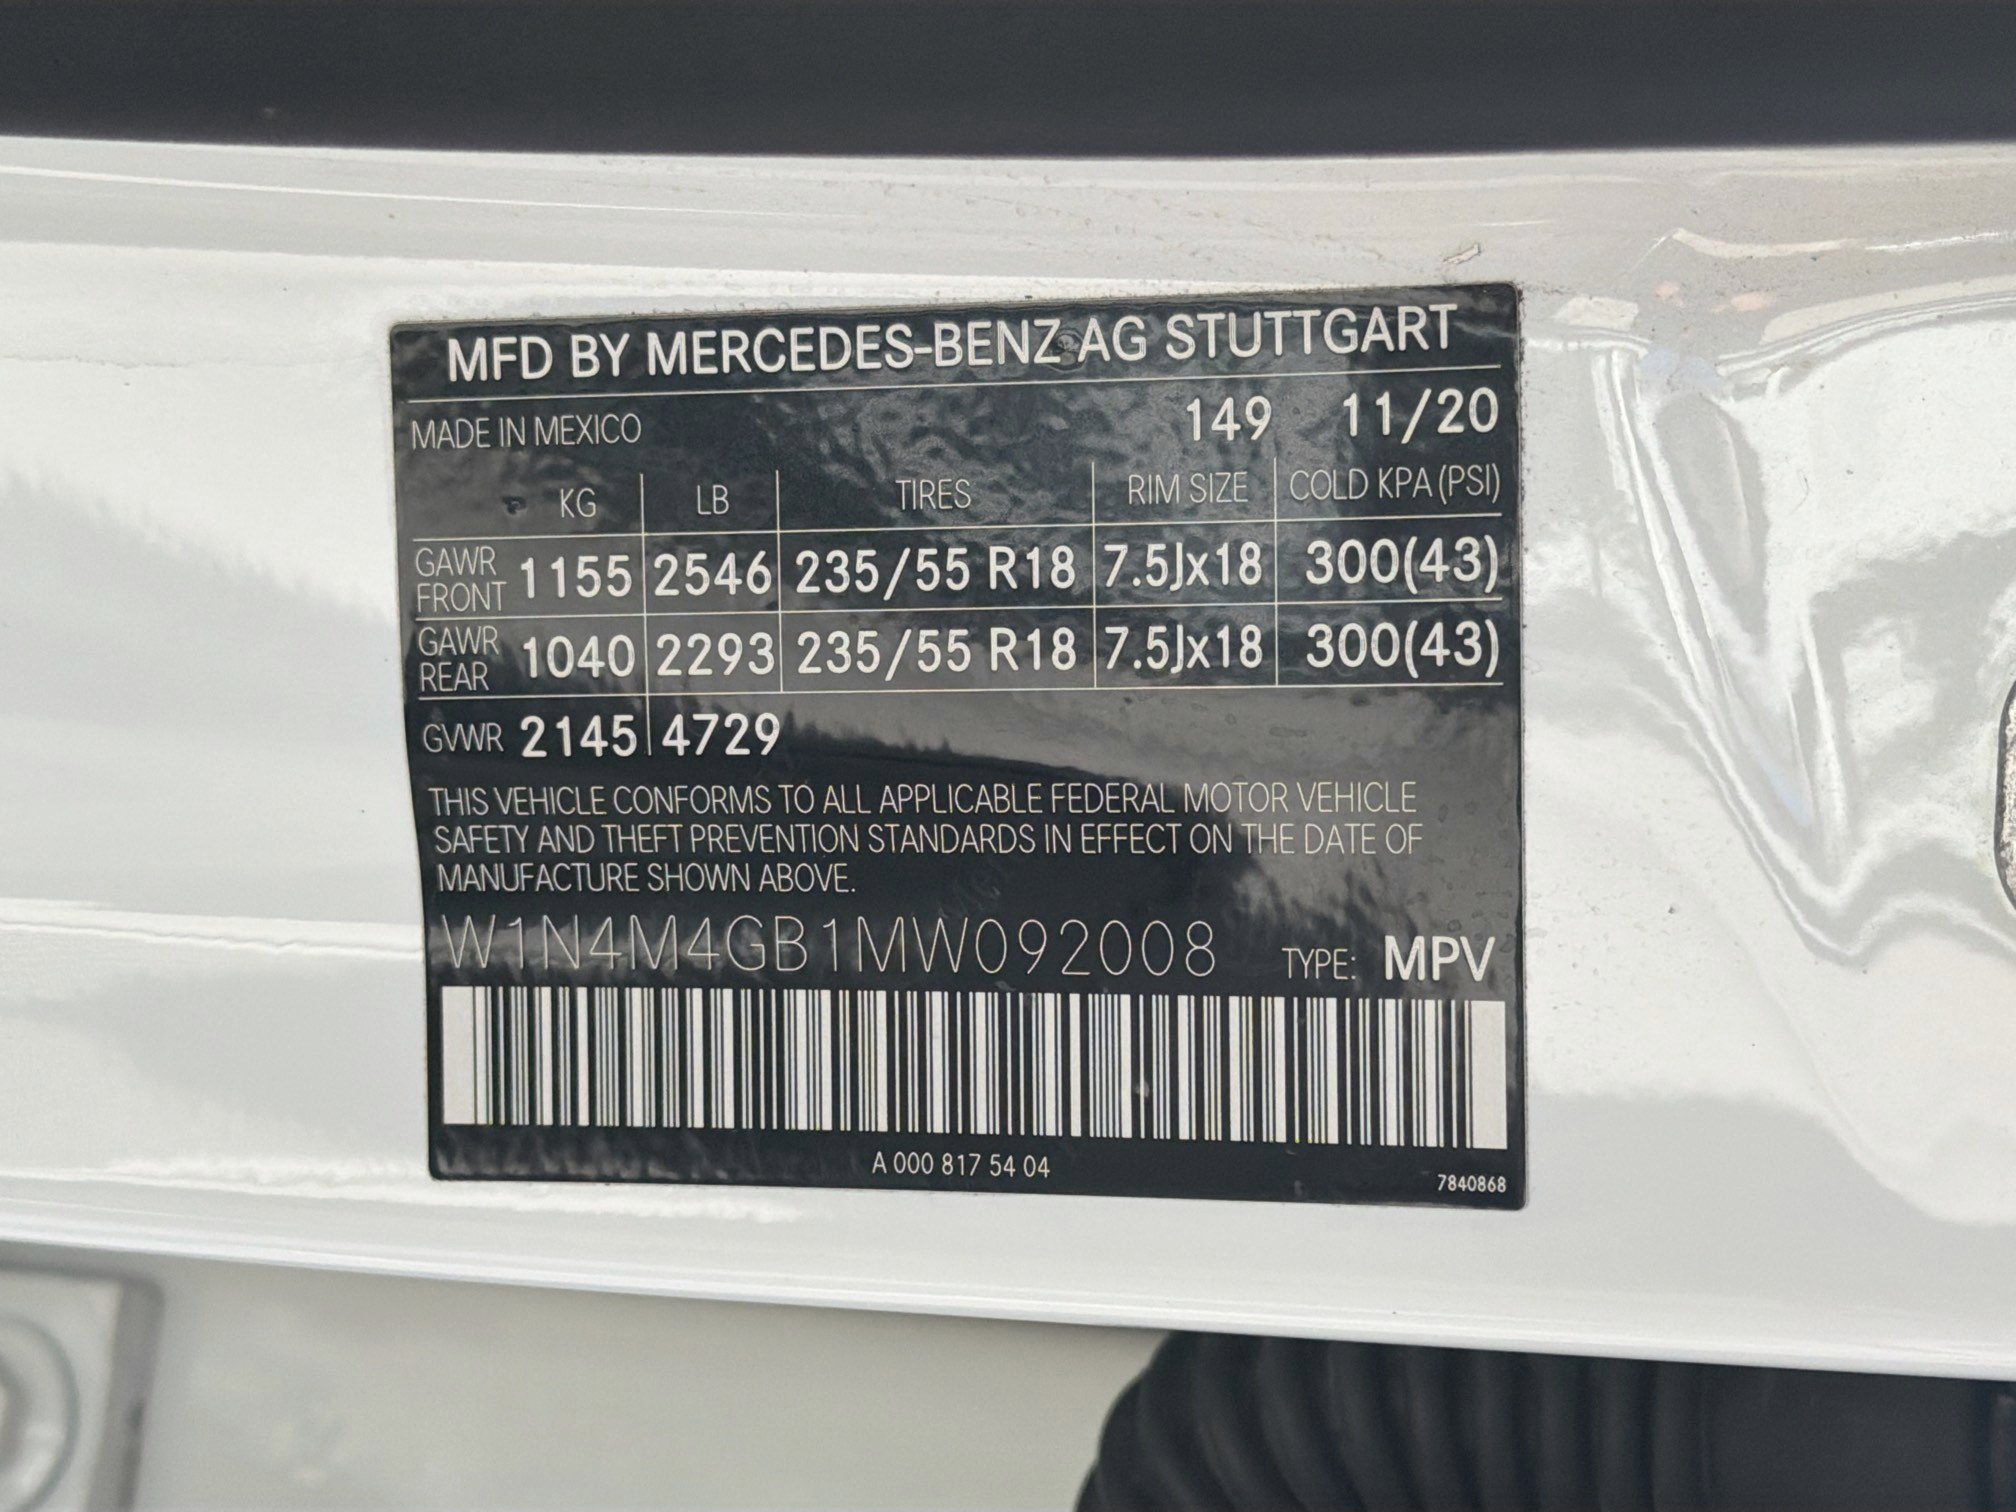 MFD BY MERCEDES-BENZ AG STUTTGART
MADE IN MEXICO 149 11/20
KG LB TIRES RIM SIZE COLD KPA (PSI)
GAWR FRONT 1155 2546 235/55 R18 7.5Jx18 300(43)
GAWR REAR 1040 2293 235/55 R18 7.5Jx18 300(43)
GVWR 2145 4729
THIS VEHICLE CONFORMS TO ALL APPLICABLE FEDERAL MOTOR VEHICLE
SAFETY AND THEFT PREVENTION STANDARDS IN EFFECT ON THE DATE OF
MANUFACTURE SHOWN ABOVE.
W1N4M4GB1MW092008 TYPE: MPV
A 000 817 54 04
7840868